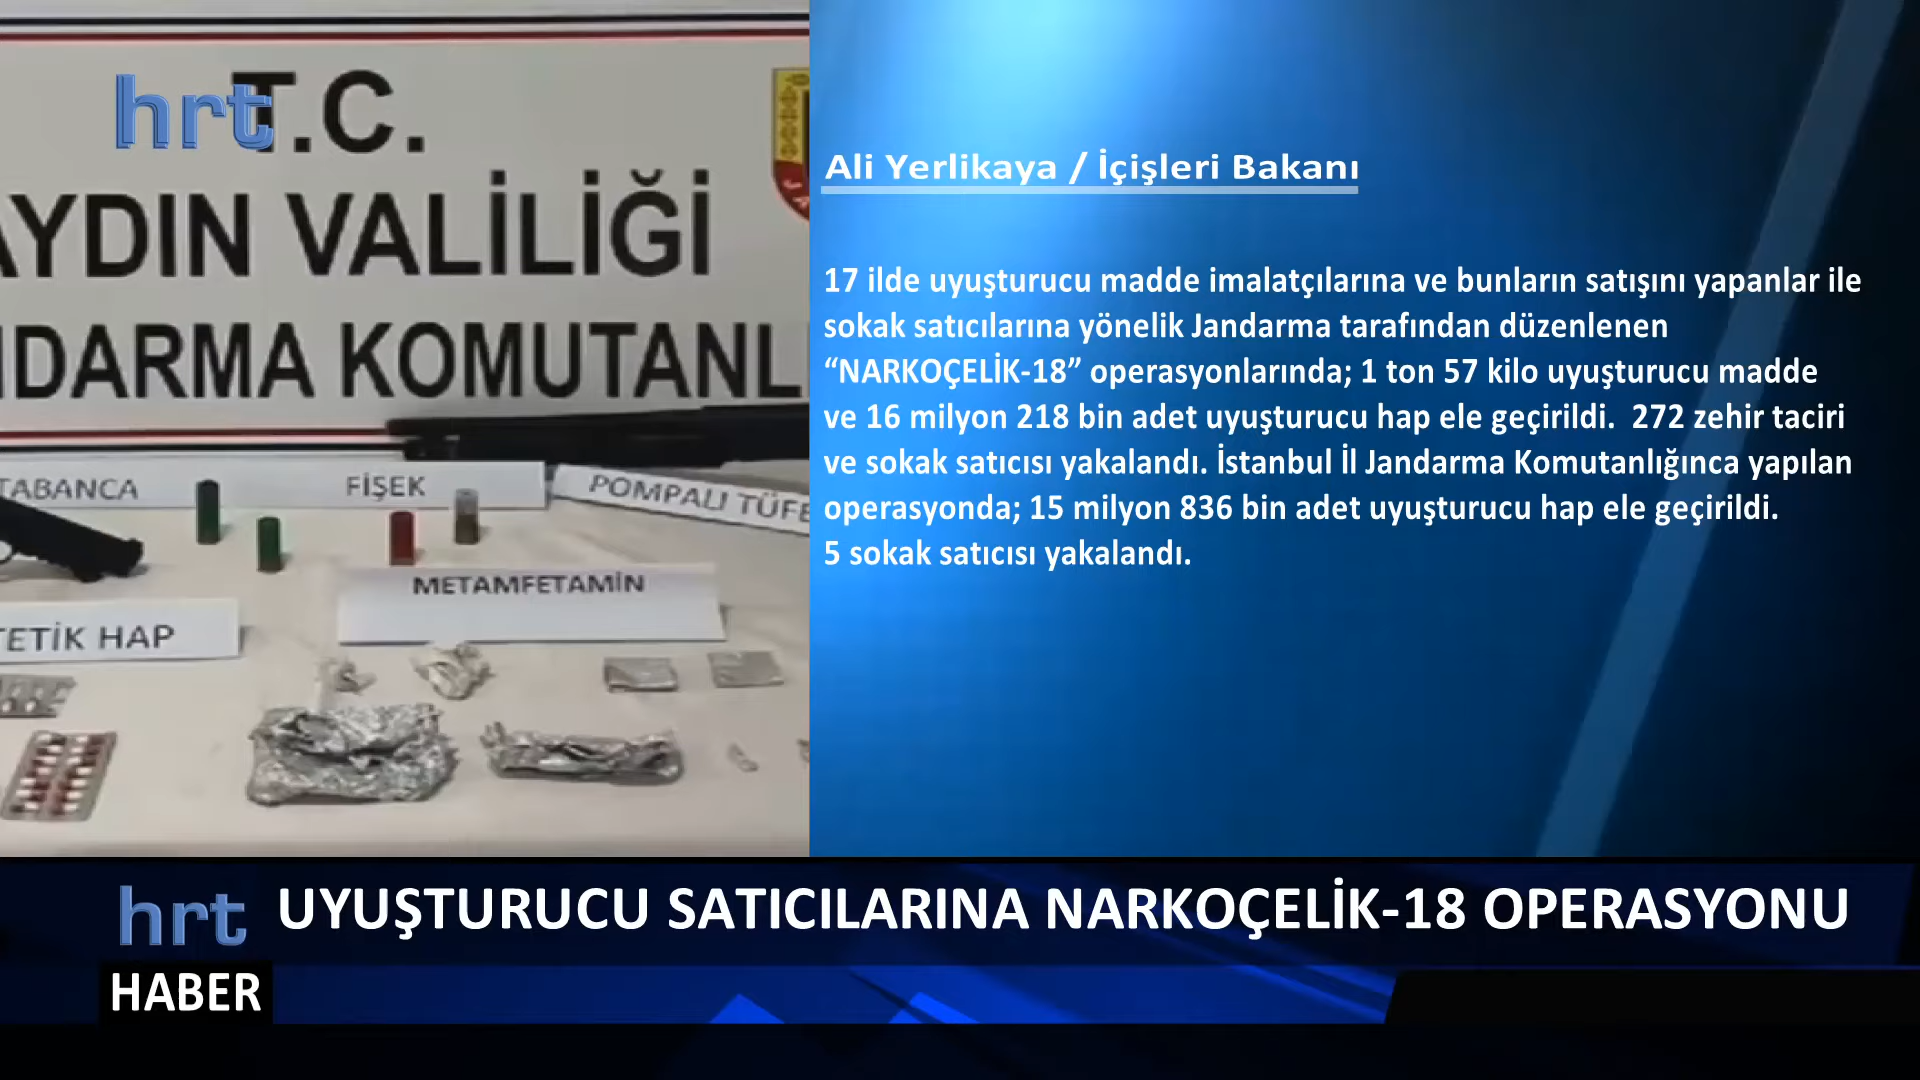 hrt
T.C.
AYDIN VALİLİĞİ
NDARMA KOMUTANL
TABANCA
FİŞEK
POMPALI TÜFE
METAMFETAMİN
TETİK HAP
Ali Yerlikaya / İçişleri Bakanı
17 ilde uyuşturucu madde imalatçılarına ve bunların satışını yapanlar ile
sokak satıcılarına yönelik Jandarma tarafından düzenlenen
“NARKOÇELİK-18” operasyonlarında; 1 ton 57 kilo uyuşturucu madde
ve 16 milyon 218 bin adet uyuşturucu hap ele geçirildi. 272 zehir taciri
ve sokak satıcısı yakalandı. İstanbul İl Jandarma Komutanlığınca yapılan
operasyonda; 15 milyon 836 bin adet uyuşturucu hap ele geçirildi.
5 sokak satıcısı yakalandı.
hrt UYUŞTURUCU SATICILARINA NARKOÇELİK-18 OPERASYONU
HABER